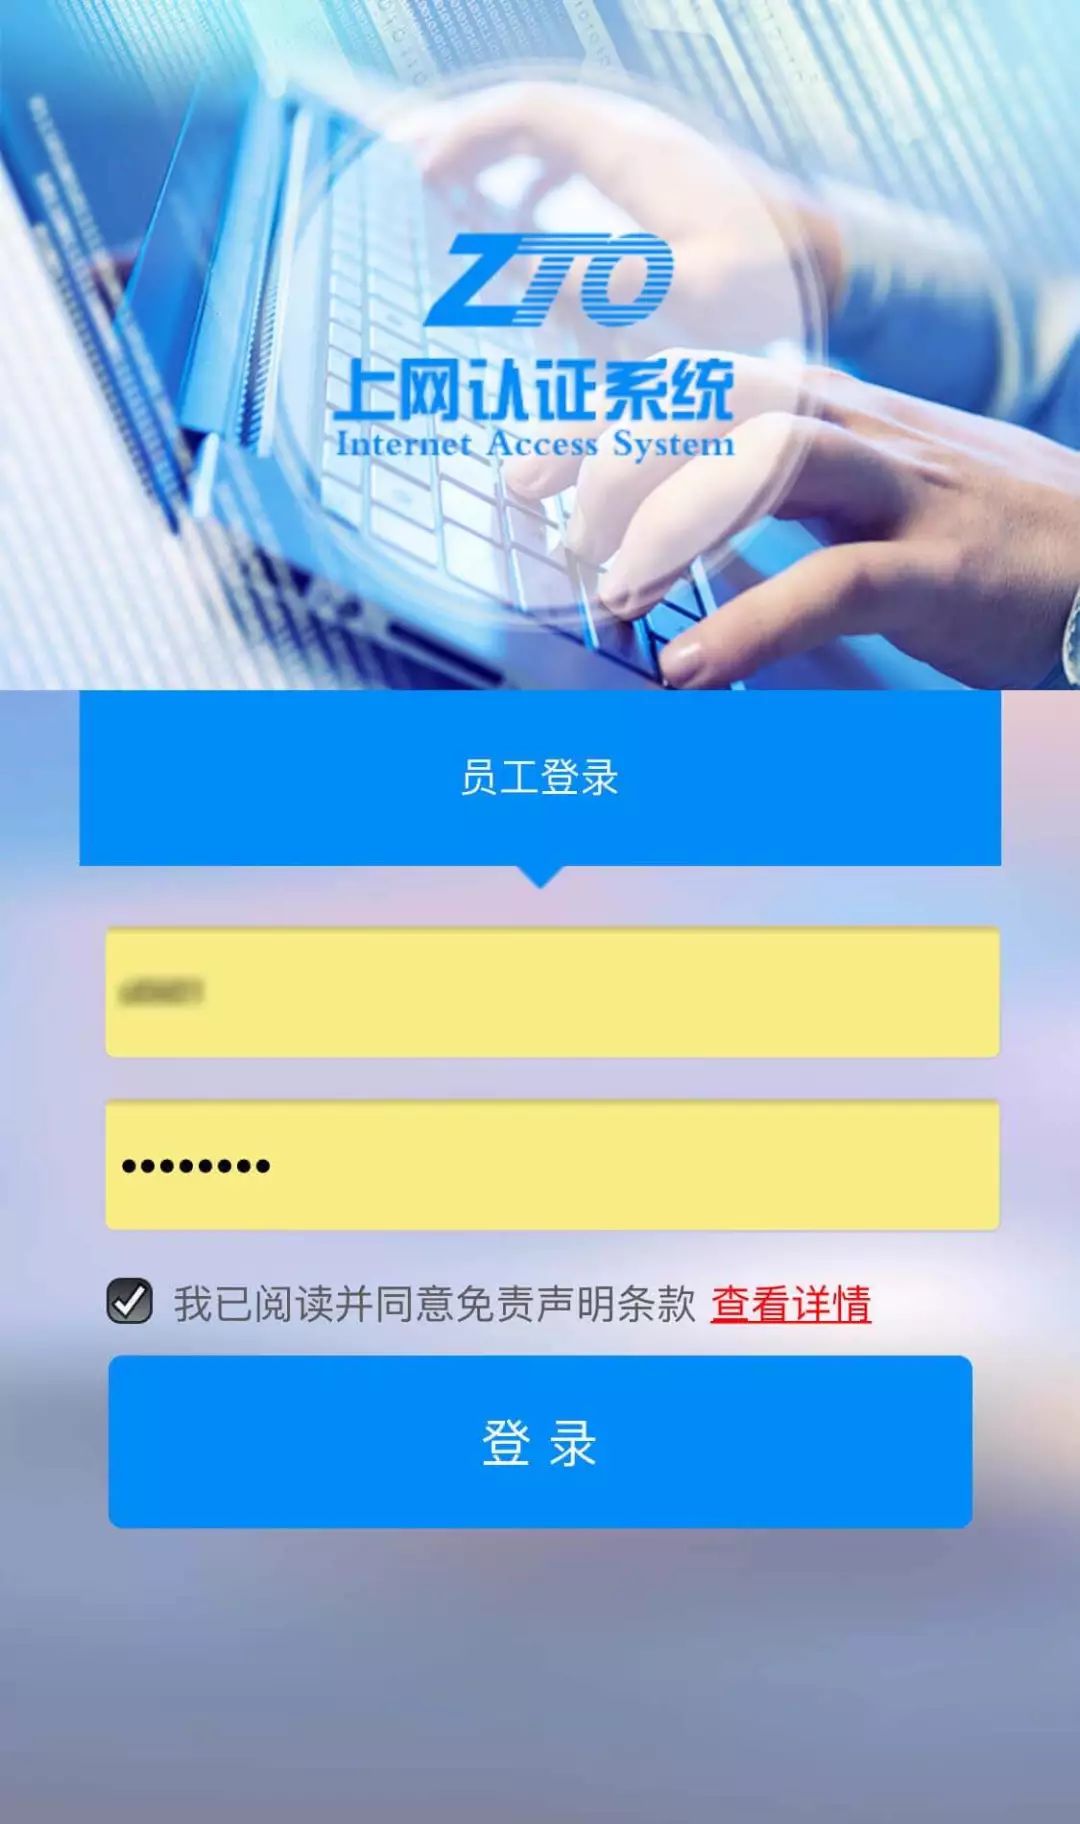 ZTO
上网认证系统
Internet Access System
员工登录
••••••••
我已阅读并同意免责声明条款 查看详情
登 录